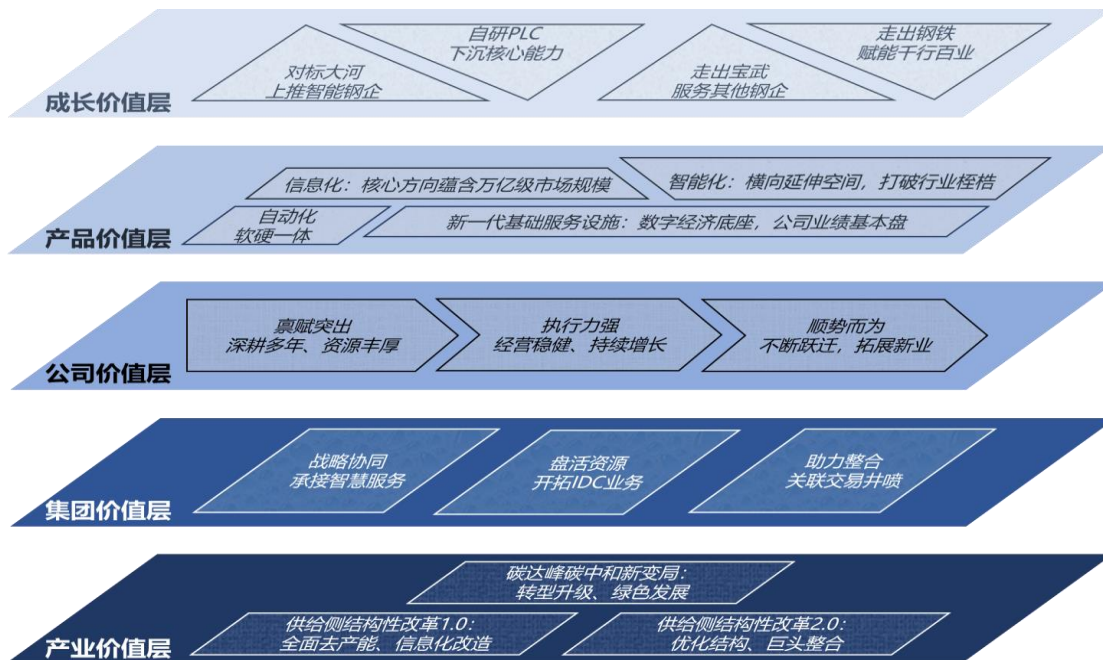 自研PLC
下沉核心能力
走出钢铁
赋能千行百业
对标大河
上推智能钢企
走出宝武
服务其他钢企
成长价值层
信息化：核心方向蕴含万亿级市场规模
智能化：横向延伸空间，打破行业桎梏
自动化
软硬一体
新一代基础服务设施：数字经济底座，公司业绩基本盘
产品价值层
禀赋突出
深耕多年、资源丰厚
执行力强
经营稳健、持续增长
顺势而为
不断跃迁，拓展新业
公司价值层
战略协同
承接智慧服务
盘活资源
开拓IDC业务
助力整合
关联交易井喷
集团价值层
碳达峰碳中和新变局：
转型升级、绿色发展
供给侧结构性改革1.0：
全面去产能、信息化改造
供给侧结构性改革2.0：
优化结构、巨头整合
产业价值层